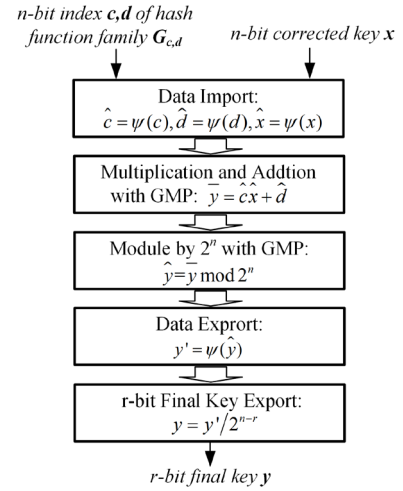 n-bit index c,d of hash
function family G_{c,d}
n-bit corrected key x
Data Import:
ĉ = ψ(c), d̂ = ψ(d), x̂ = ψ(x)
Multiplication and Addtion
with GMP: ȳ = ĉx̂ + d̂
Module by 2^n with GMP:
ŷ = ȳ mod 2^n
Data Exprort:
y' = ψ(ŷ)
r-bit Final Key Export:
y = y'/2^{n-r}
r-bit final key y